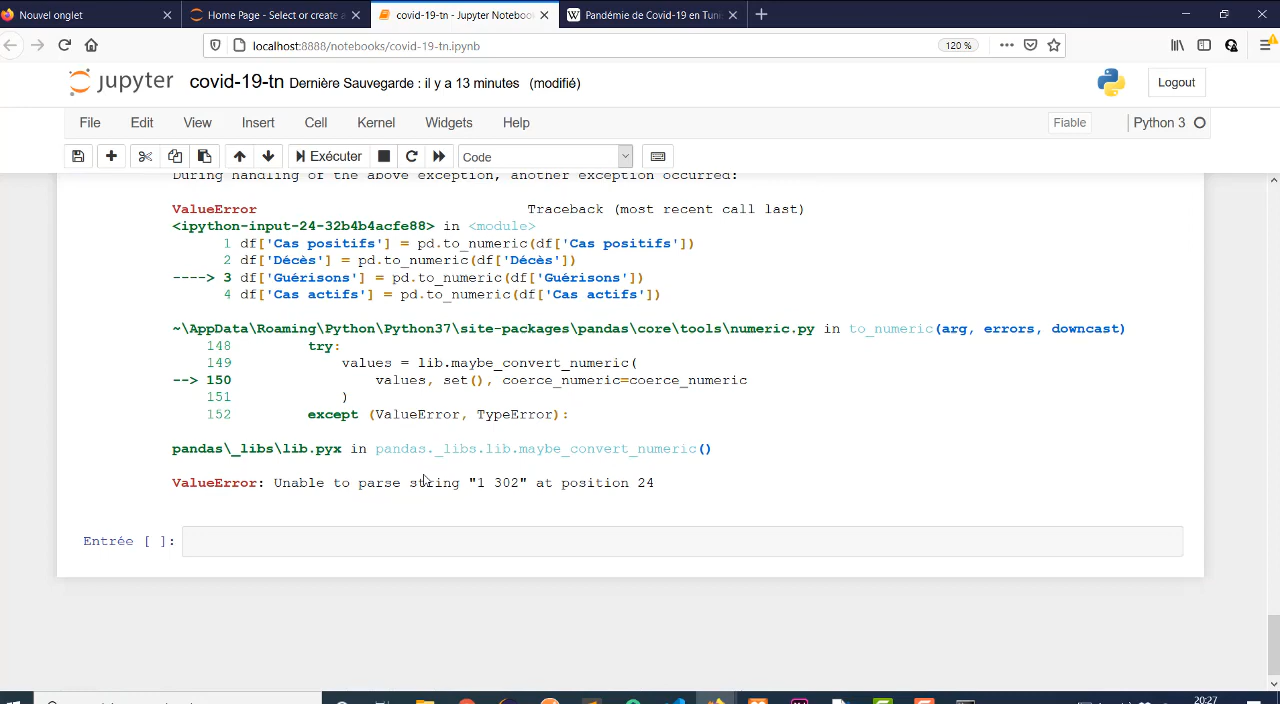 Nouvel onglet
Home Page - Select or create a
covid-19-tn - Jupyter Notebook
Pandémie de Covid-19 en Tunis
localhost:8888/notebooks/covid-19-tn.ipynb
120 %
jupyter
covid-19-tn Dernière Sauvegarde : il y a 13 minutes (modifié)
Logout
File Edit View Insert Cell Kernel Widgets Help
Fiable
Python 3
Exécuter
Code
During handling of the above exception, another exception occurred:
ValueError Traceback (most recent call last)
<ipython-input-24-32b4b4acfe88> in <module>
1 df['Cas positifs'] = pd.to_numeric(df['Cas positifs'])
2 df['Décès'] = pd.to_numeric(df['Décès'])
----> 3 df['Guérisons'] = pd.to_numeric(df['Guérisons'])
4 df['Cas actifs'] = pd.to_numeric(df['Cas actifs'])
~\AppData\Roaming\Python\Python37\site-packages\pandas\core\tools\numeric.py in to_numeric(arg, errors, downcast)
148 try:
149 values = lib.maybe_convert_numeric(
--> 150 values, set(), coerce_numeric=coerce_numeric
151 )
152 except (ValueError, TypeError):
pandas\_libs\lib.pyx in pandas._libs.lib.maybe_convert_numeric()
ValueError: Unable to parse string "1 302" at position 24
Entrée [ ]:
20:27